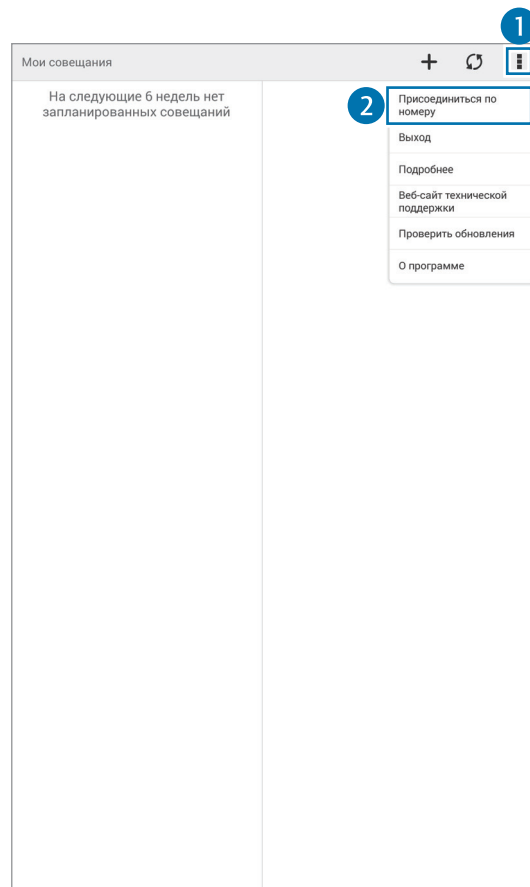 1
Мои совещания
На следующие 6 недель нет
запланированных совещаний
2
Присоединиться по
номеру
Выход
Подробнее
Веб-сайт технической
поддержки
Проверить обновления
О программе